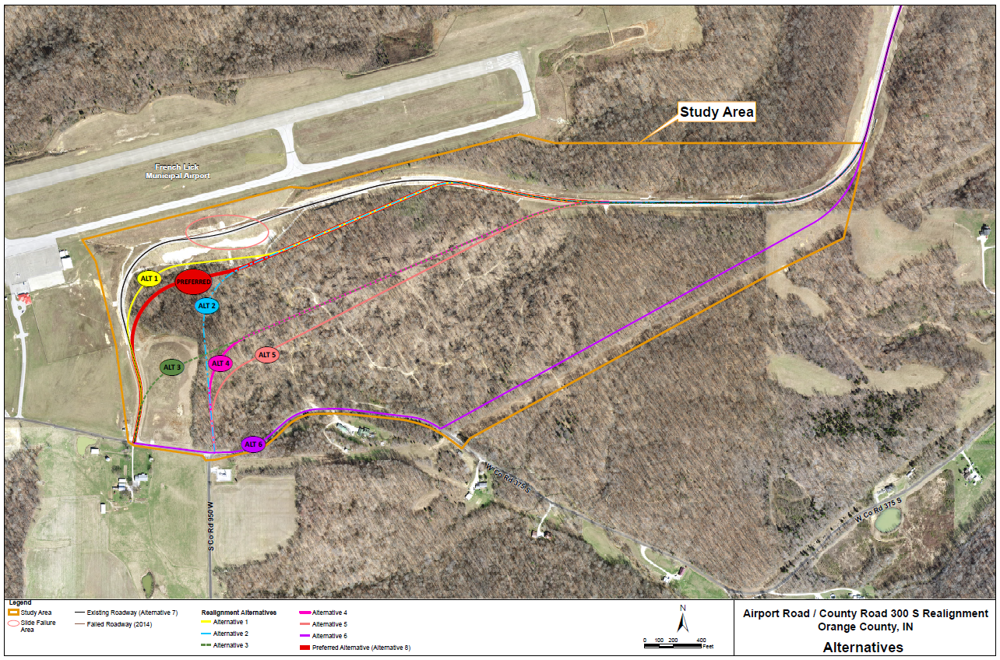 Study Area
French Lick
Municipal Airport
ALT 1
PREFERRED
ALT 2
ALT 3
ALT 4
ALT 5
ALT 6
W Co Rd 375 S
W Co Rd 375 S
S Co Rd 950 W
Legend
Study Area
Slide Failure
Area
Existing Roadway (Alternative 7)
Failed Roadway (2014)
Realignment Alternatives
Alternative 1
Alternative 2
Alternative 3
Alternative 4
Alternative 5
Alternative 6
Preferred Alternative (Alternative 8)
N
0 100 200 400
Feet
Airport Road / County Road 300 S Realignment
Orange County, IN
Alternatives